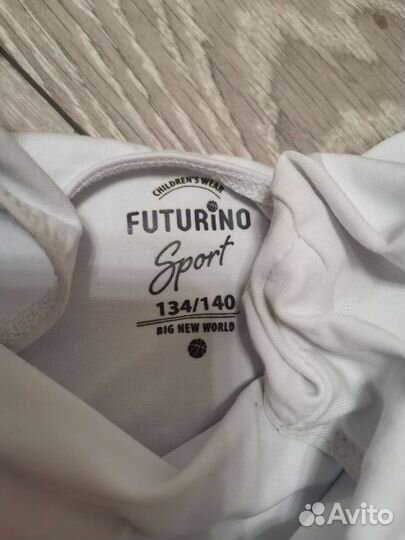 CHILDREN'S WEAR
FUTURINO
Sport
134/140
BIG NEW WORLD
Avito